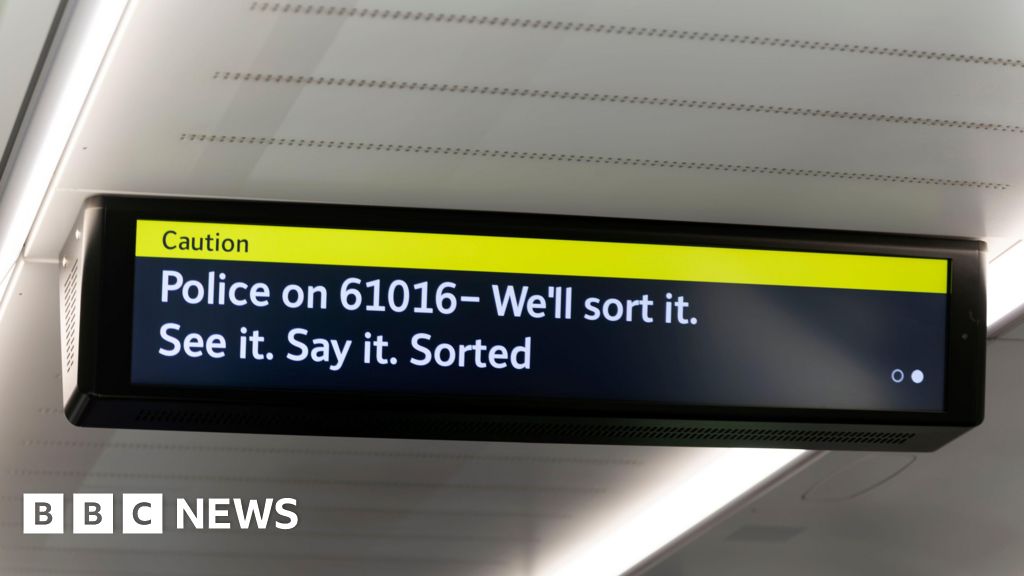 Caution
Police on 61016– We'll sort it.
See it. Say it. Sorted
BBC NEWS